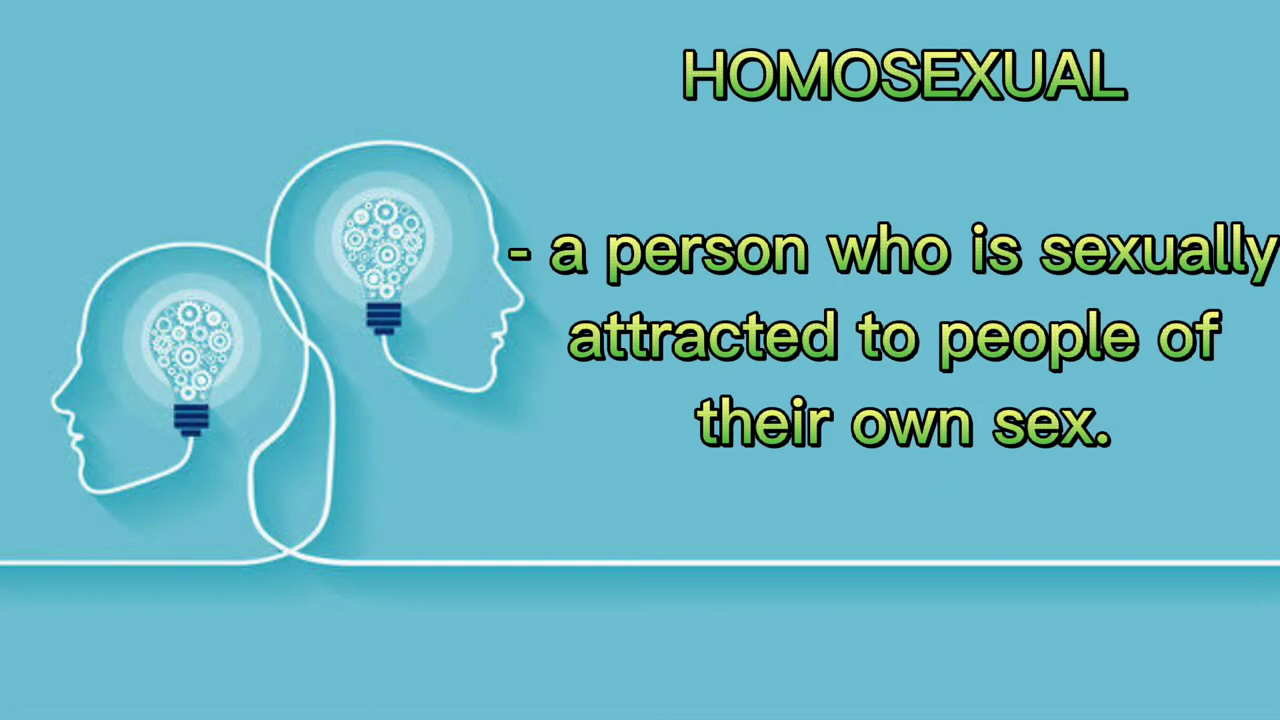 HOMOSEXUAL
- a person who is sexually
attracted to people of
their own sex.